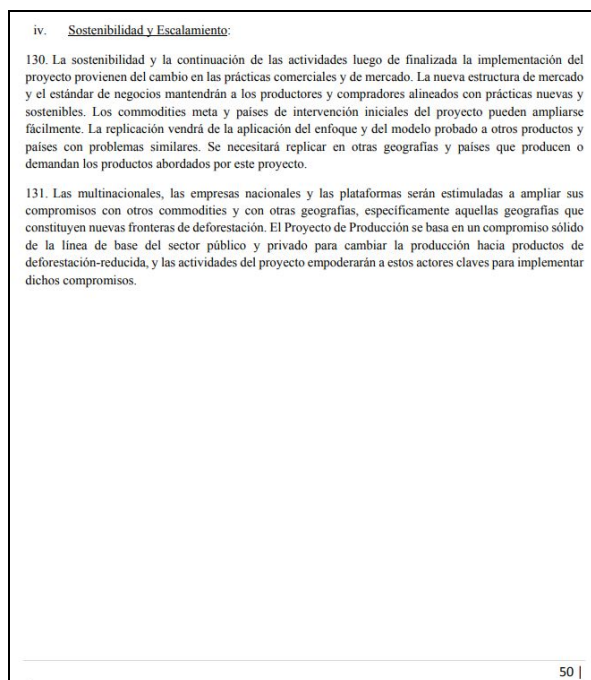 iv. Sostenibilidad y Escalamiento:
130. La sostenibilidad y la continuación de las actividades luego de finalizada la implementación del
proyecto provienen del cambio en las prácticas comerciales y de mercado. La nueva estructura de mercado
y el estándar de negocios mantendrán a los productores y compradores alineados con prácticas nuevas y
sostenibles. Los commodities meta y países de intervención iniciales del proyecto pueden ampliarse
fácilmente. La replicación vendrá de la aplicación del enfoque y del modelo probado a otros productos y
países con problemas similares. Se necesitará replicar en otras geografías y países que producen o
demandan los productos abordados por este proyecto.
131. Las multinacionales, las empresas nacionales y las plataformas serán estimuladas a ampliar sus
compromisos con otros commodities y con otras geografías, específicamente aquellas geografías que
constituyen nuevas fronteras de deforestación. El Proyecto de Producción se basa en un compromiso sólido
de la línea de base del sector público y privado para cambiar la producción hacia productos de
deforestación-reducida, y las actividades del proyecto empoderarán a estos actores claves para implementar
dichos compromisos.
50 |